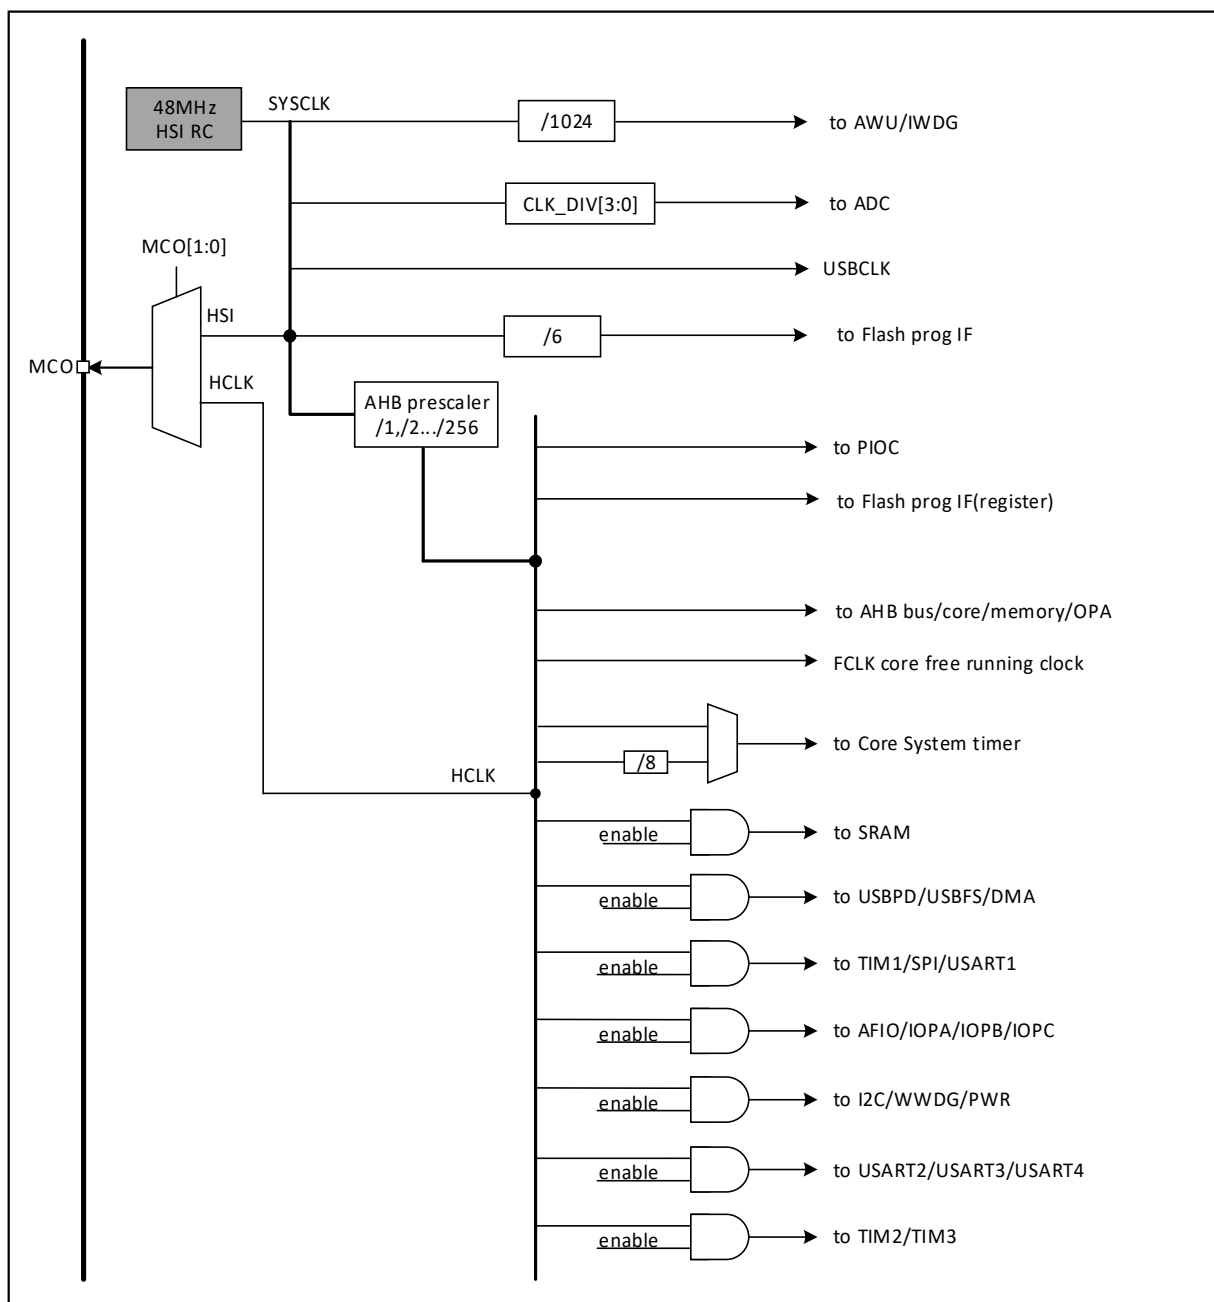 48MHz
HSI RC
SYSCLK
/1024
to AWU/IWDG
CLK_DIV[3:0]
to ADC
MCO[1:0]
USBCLK
HSI
/6
to Flash prog IF
MCO
HCLK
AHB prescaler
/1,/2.../256
to PIOC
to Flash prog IF(register)
to AHB bus/core/memory/OPA
FCLK core free running clock
to Core System timer
/8
HCLK
enable
to SRAM
enable
to USBPD/USBFS/DMA
enable
to TIM1/SPI/USART1
enable
to AFIO/IOPA/IOPB/IOPC
enable
to I2C/WWDG/PWR
enable
to USART2/USART3/USART4
enable
to TIM2/TIM3